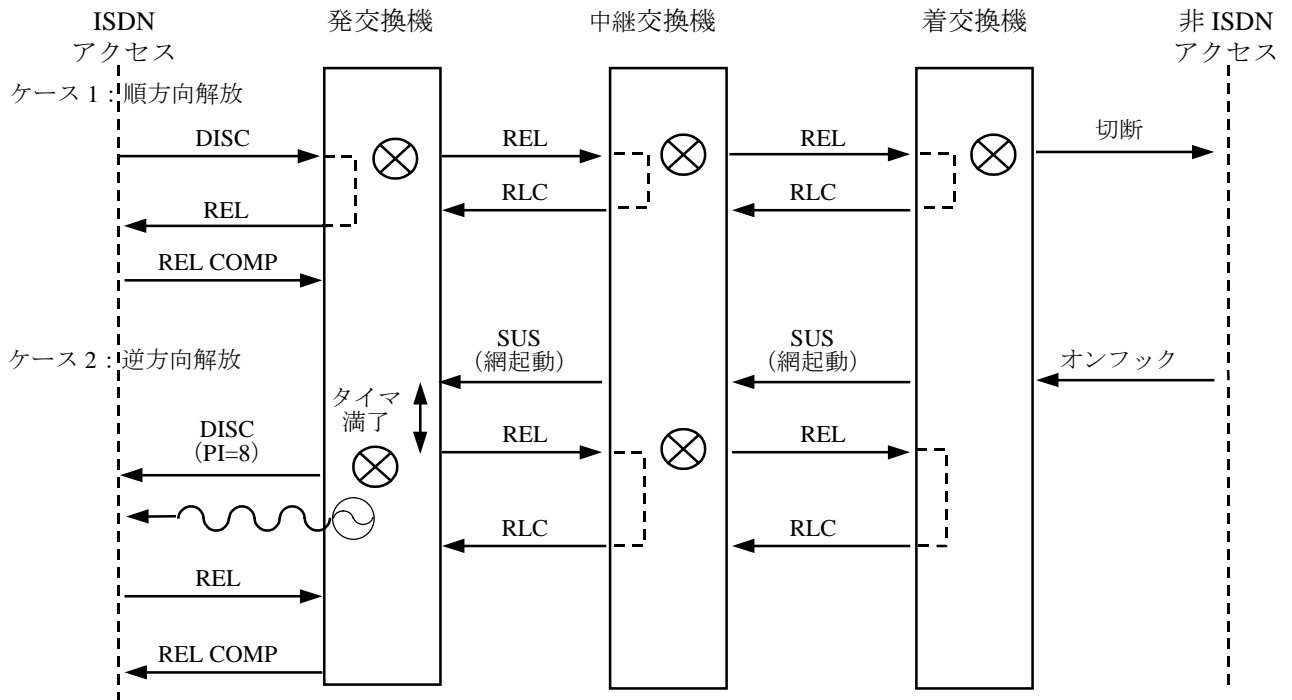 ISDN
アクセス
発交換機
中継交換機
着交換機
非 ISDN
アクセス
ケース 1：順方向解放
DISC
REL
REL
切断
REL
RLC
RLC
REL COMP
ケース 2：逆方向解放
SUS
（網起動）
SUS
（網起動）
オンフック
タイマ
満了
DISC
（PI=8）
REL
REL
RLC
RLC
REL
REL COMP